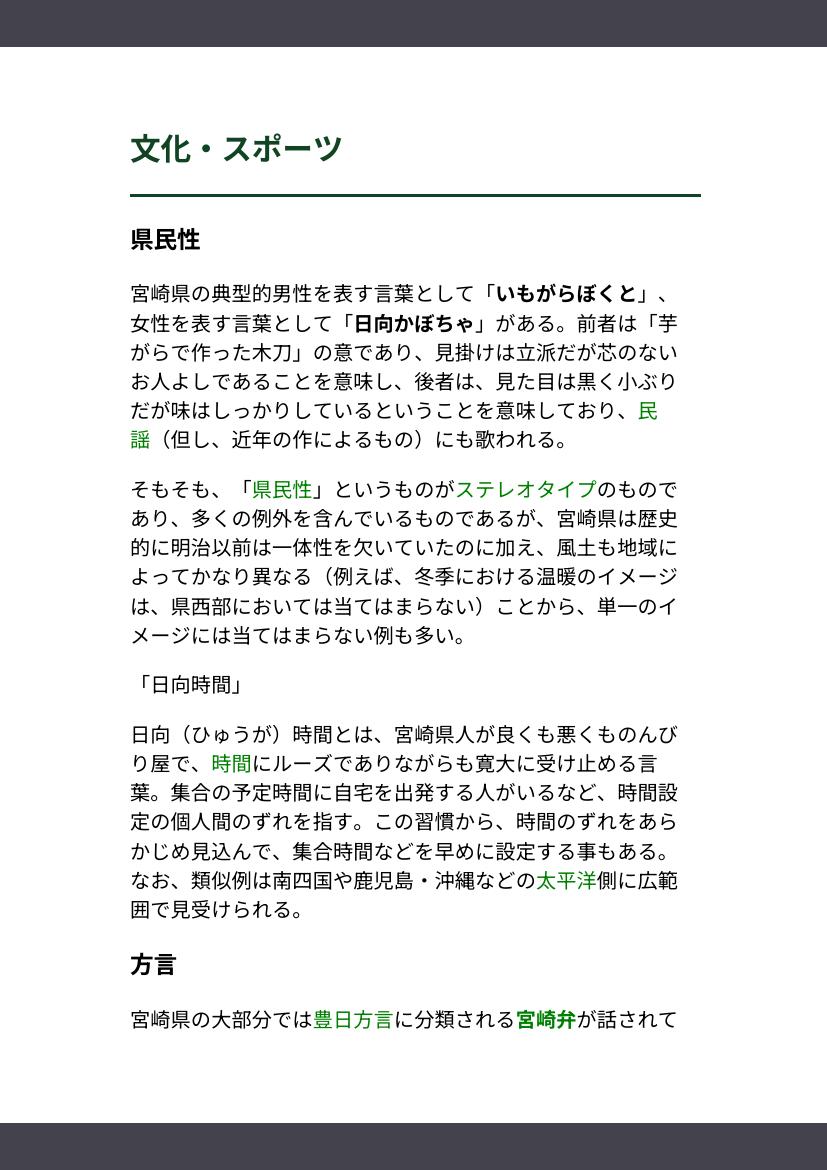 文化・スポーツ
県民性
宮崎県の典型的男性を表す言葉として「いもがらぼくと」、
女性を表す言葉として「日向かぼちゃ」がある。前者は「芋
がらで作った木刀」の意であり、見掛けは立派だが芯のない
お人よしであることを意味し、後者は、見た目は黒く小ぶり
だが味はしっかりしているということを意味しており、民
謡（但し、近年の作によるもの）にも歌われる。
そもそも、「県民性」というものがステレオタイプのもので
あり、多くの例外を含んでいるものであるが、宮崎県は歴史
的に明治以前は一体性を欠いていたのに加え、風土も地域に
よってかなり異なる（例えば、冬季における温暖のイメージ
は、県西部においては当てはまらない）ことから、単一のイ
メージには当てはまらない例も多い。
「日向時間」
日向（ひゅうが）時間とは、宮崎県人が良くも悪くものんび
り屋で、時間にルーズでありながらも寛大に受け止める言
葉。集合の予定時間に自宅を出発する人がいるなど、時間設
定の個人間のずれを指す。この習慣から、時間のずれをあら
かじめ見込んで、集合時間などを早めに設定する事もある。
なお、類似例は南四国や鹿児島・沖縄などの太平洋側に広範
囲で見受けられる。
方言
宮崎県の大部分では豊日方言に分類される宮崎弁が話されて